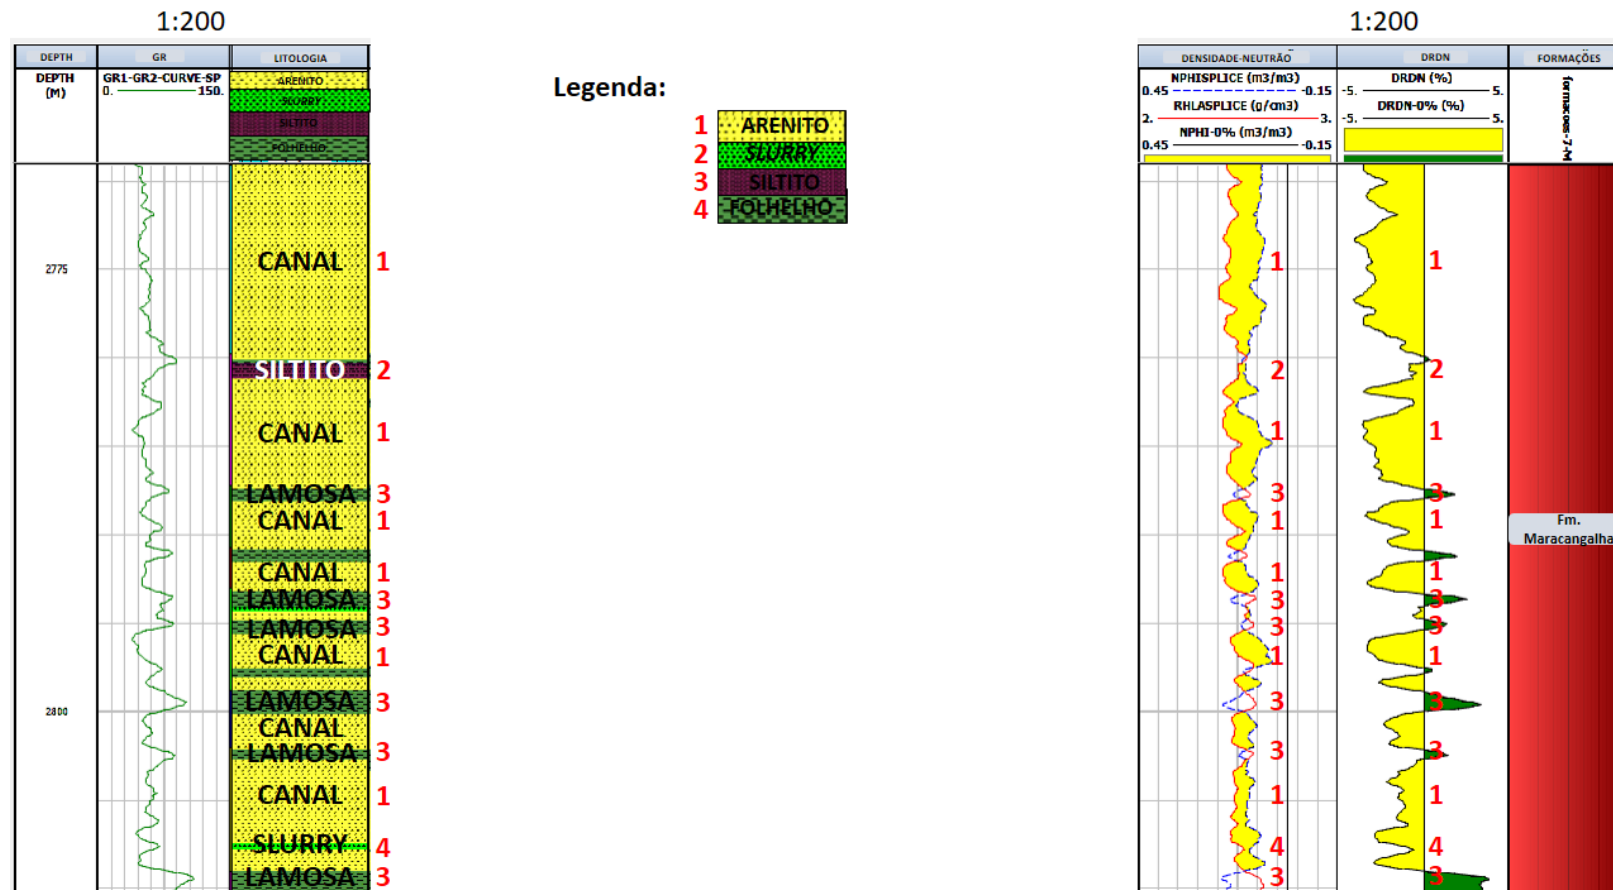 1:200
DEPTH GR LITOLOGIA
DEPTH
(M)
GR1-GR2-CURVE-SP
0. 150.
ARENITO
SLURRY
SILTITO
FOLHELHO
2775
2800
CANAL 1
SILTITO 2
CANAL 1
LAMOSA 3
CANAL 1
CANAL 1
LAMOSA 3
LAMOSA 3
CANAL 1
LAMOSA 3
CANAL
LAMOSA 3
CANAL 1
SLURRY 4
LAMOSA 3
Legenda:
1 ARENITO
2 SLURRY
3 SILTITO
4 FOLHELHO
1:200
DENSIDADE-NEUTRÃO DRDN FORMAÇÕES
NPHISPLICE (m3/m3)
0.45 -0.15
RHLASPLICE (g/cm3)
2. 3.
NPHI-0% (m3/m3)
0.45 -0.15
DRDN (%)
-5. 5.
DRDN-0% (%)
-5. 5.
formacoes-7-M
1 1
2 2
1 1
3 3
1 1
1 1
3 3
3 3
1 1
3 3
3 3
1 1
4 4
3 3
Fm.
Maracangalha